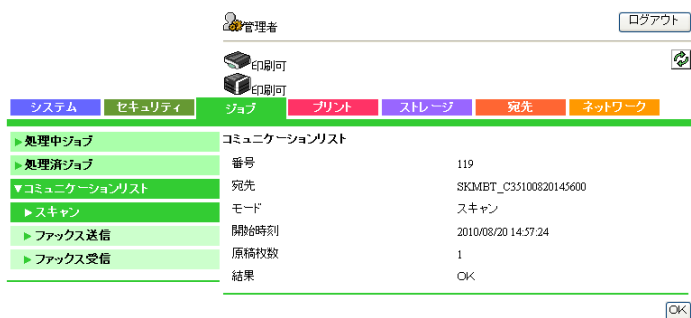 管理者
ログアウト
印刷可
印刷可
システム セキュリティ ジョブ プリント ストレージ 宛先 ネットワーク
▶処理中ジョブ
▶処理済ジョブ
▼コミュニケーションリスト
▶スキャン
▶ファックス送信
▶ファックス受信
コミュニケーションリスト
番号 119
宛先 SKMBT_C35100820145600
モード スキャン
開始時刻 2010/08/20 14:57:24
原稿枚数 1
結果 OK
OK